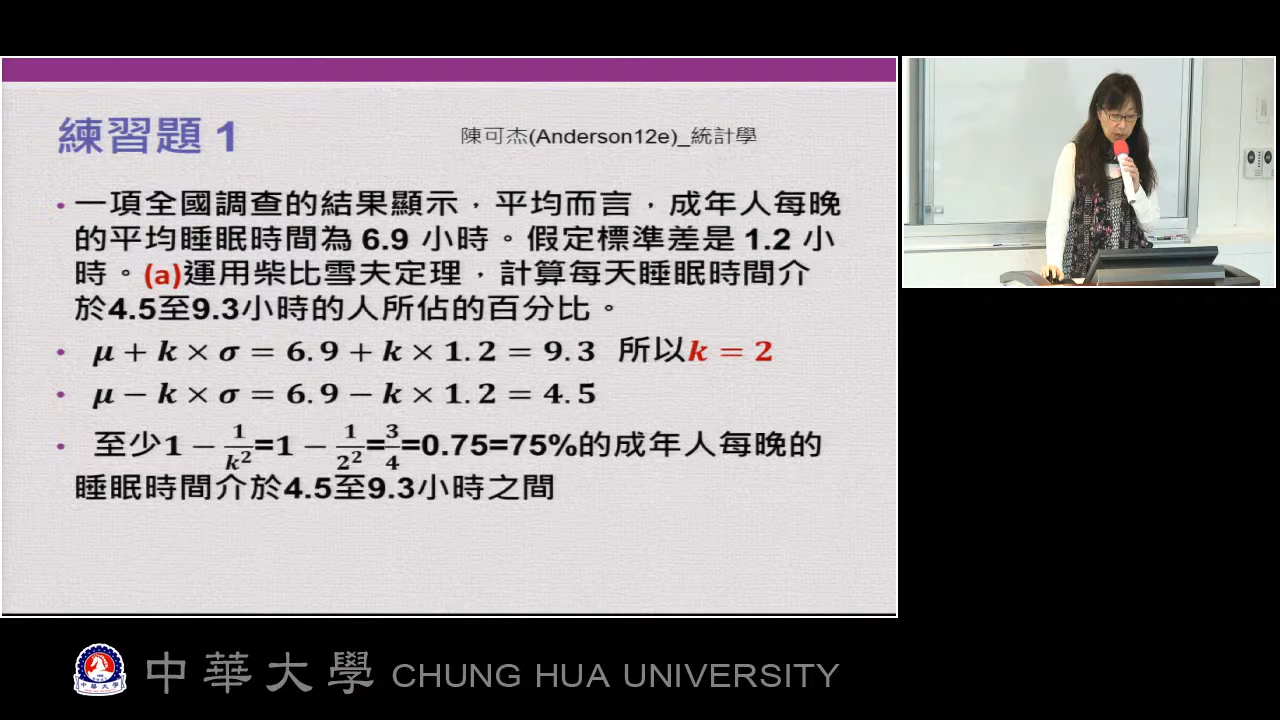 練習題 1
陳可杰(Anderson12e)_統計學
• 一項全國調查的結果顯示，平均而言，成年人每晚
的平均睡眠時間為 6.9 小時。假定標準差是 1.2 小
時。(a)運用柴比雪夫定理，計算每天睡眠時間介
於4.5至9.3小時的人所佔的百分比。
• μ + k × σ = 6.9 + k × 1.2 = 9.3 所以k = 2
• μ − k × σ = 6.9 − k × 1.2 = 4.5
• 至少1 − 1/k²=1 − 1/2²=3/4=0.75=75%的成年人每晚的
睡眠時間介於4.5至9.3小時之間
中華大學 CHUNG HUA UNIVERSITY